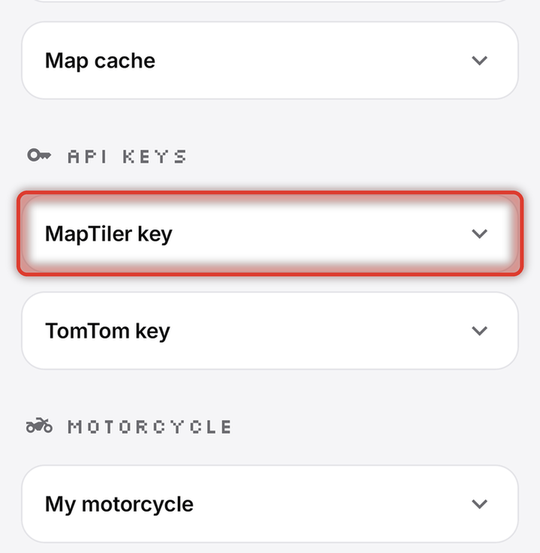 Map cache
API KEYS
MapTiler key
TomTom key
MOTORCYCLE
My motorcycle